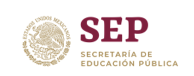 SEP
SECRETARÍA DE
EDUCACIÓN PÚBLICA